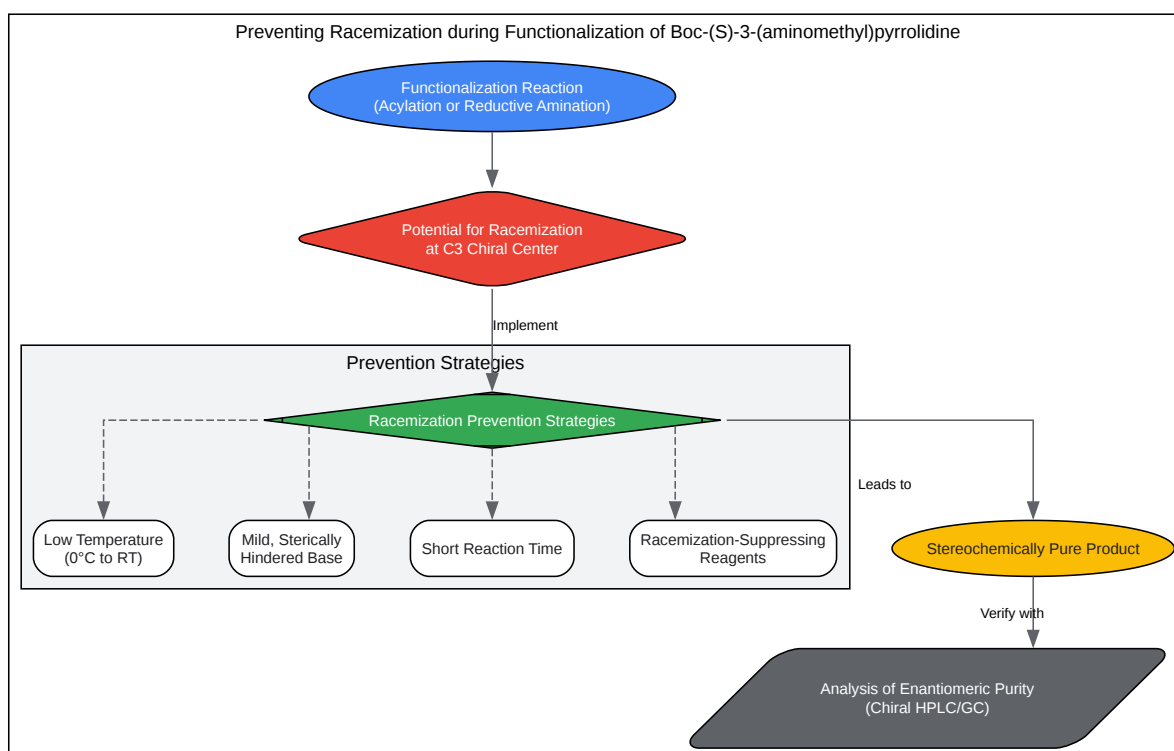 Preventing Racemization during Functionalization of Boc-(S)-3-(aminomethyl)pyrrolidine
Functionalization Reaction
(Acylation or Reductive Amination)
Potential for Racemization
at C3 Chiral Center
Implement
Prevention Strategies
Racemization Prevention Strategies
Leads to
Low Temperature
(0°C to RT)
Mild, Sterically
Hindered Base
Short Reaction Time
Racemization-Suppressing
Reagents
Stereochemically Pure Product
Verify with
Analysis of Enantiomeric Purity
(Chiral HPLC/GC)